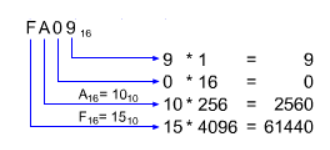 FA09₁₆
9 * 1 = 9
0 * 16 = 0
A₁₆= 10₁₀
10 * 256 = 2560
F₁₆= 15₁₀
15 * 4096 = 61440